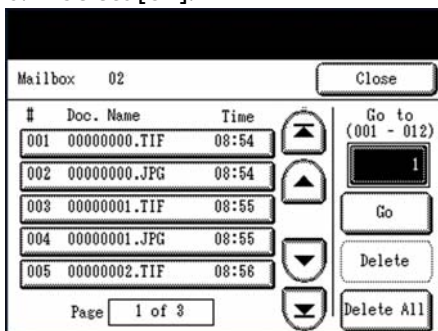 Mailbox 02 Close
# Doc. Name Time
001 00000000.TIF 08:54
002 00000000.JPG 08:54
003 00000001.TIF 08:55
004 00000001.JPG 08:55
005 00000002.TIF 08:56
Page 1 of 3
Go to
(001 - 012)
1
Go
Delete
Delete All